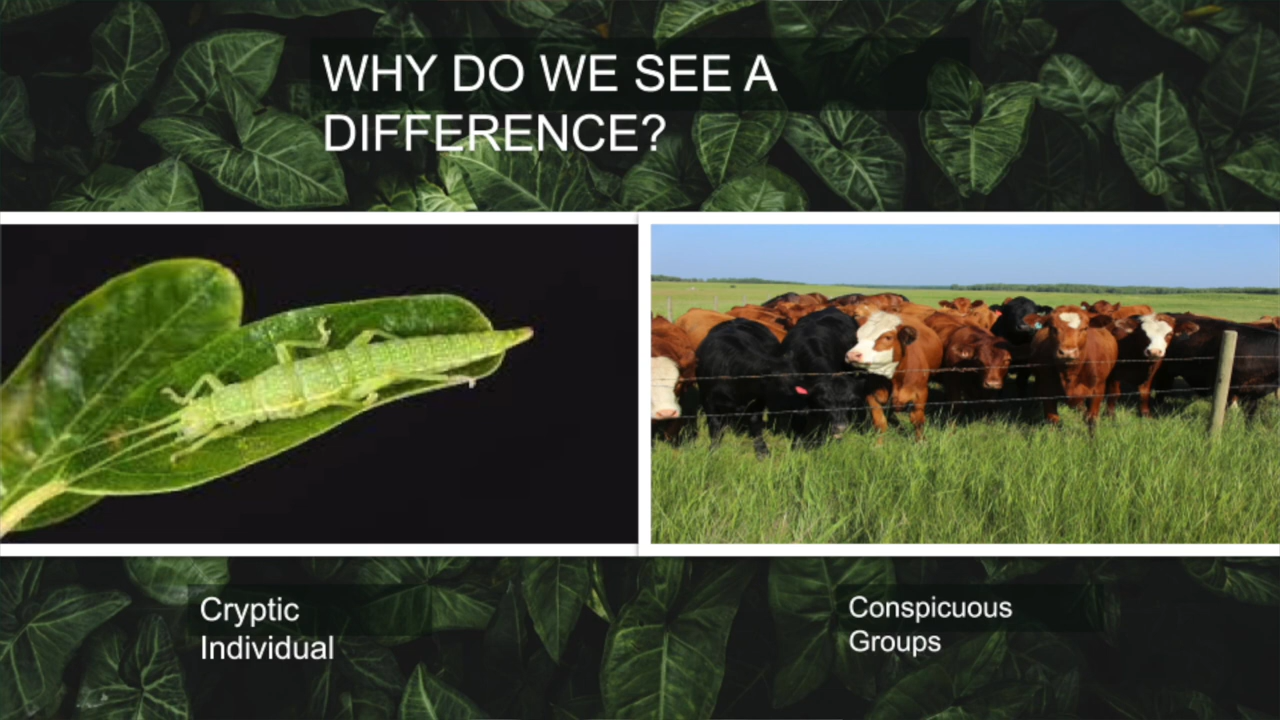 WHY DO WE SEE A
DIFFERENCE?
Cryptic
Individual
Conspicuous
Groups